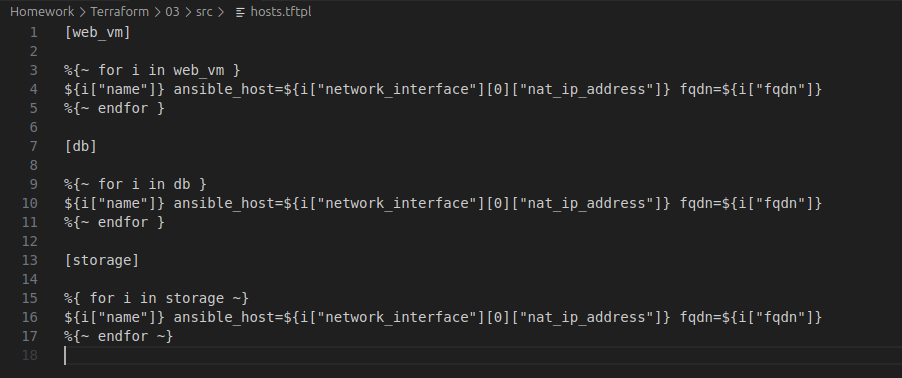 Homework > Terraform > 03 > src > hosts.tftpl
1 [web_vm]
2
3 %{~ for i in web_vm }
4 ${i["name"]} ansible_host=${i["network_interface"][0]["nat_ip_address"]} fqdn=${i["fqdn"]}
5 %{~ endfor }
6
7 [db]
8
9 %{~ for i in db }
10 ${i["name"]} ansible_host=${i["network_interface"][0]["nat_ip_address"]} fqdn=${i["fqdn"]}
11 %{~ endfor }
12
13 [storage]
14
15 %{ for i in storage ~}
16 ${i["name"]} ansible_host=${i["network_interface"][0]["nat_ip_address"]} fqdn=${i["fqdn"]}
17 %{~ endfor ~}
18